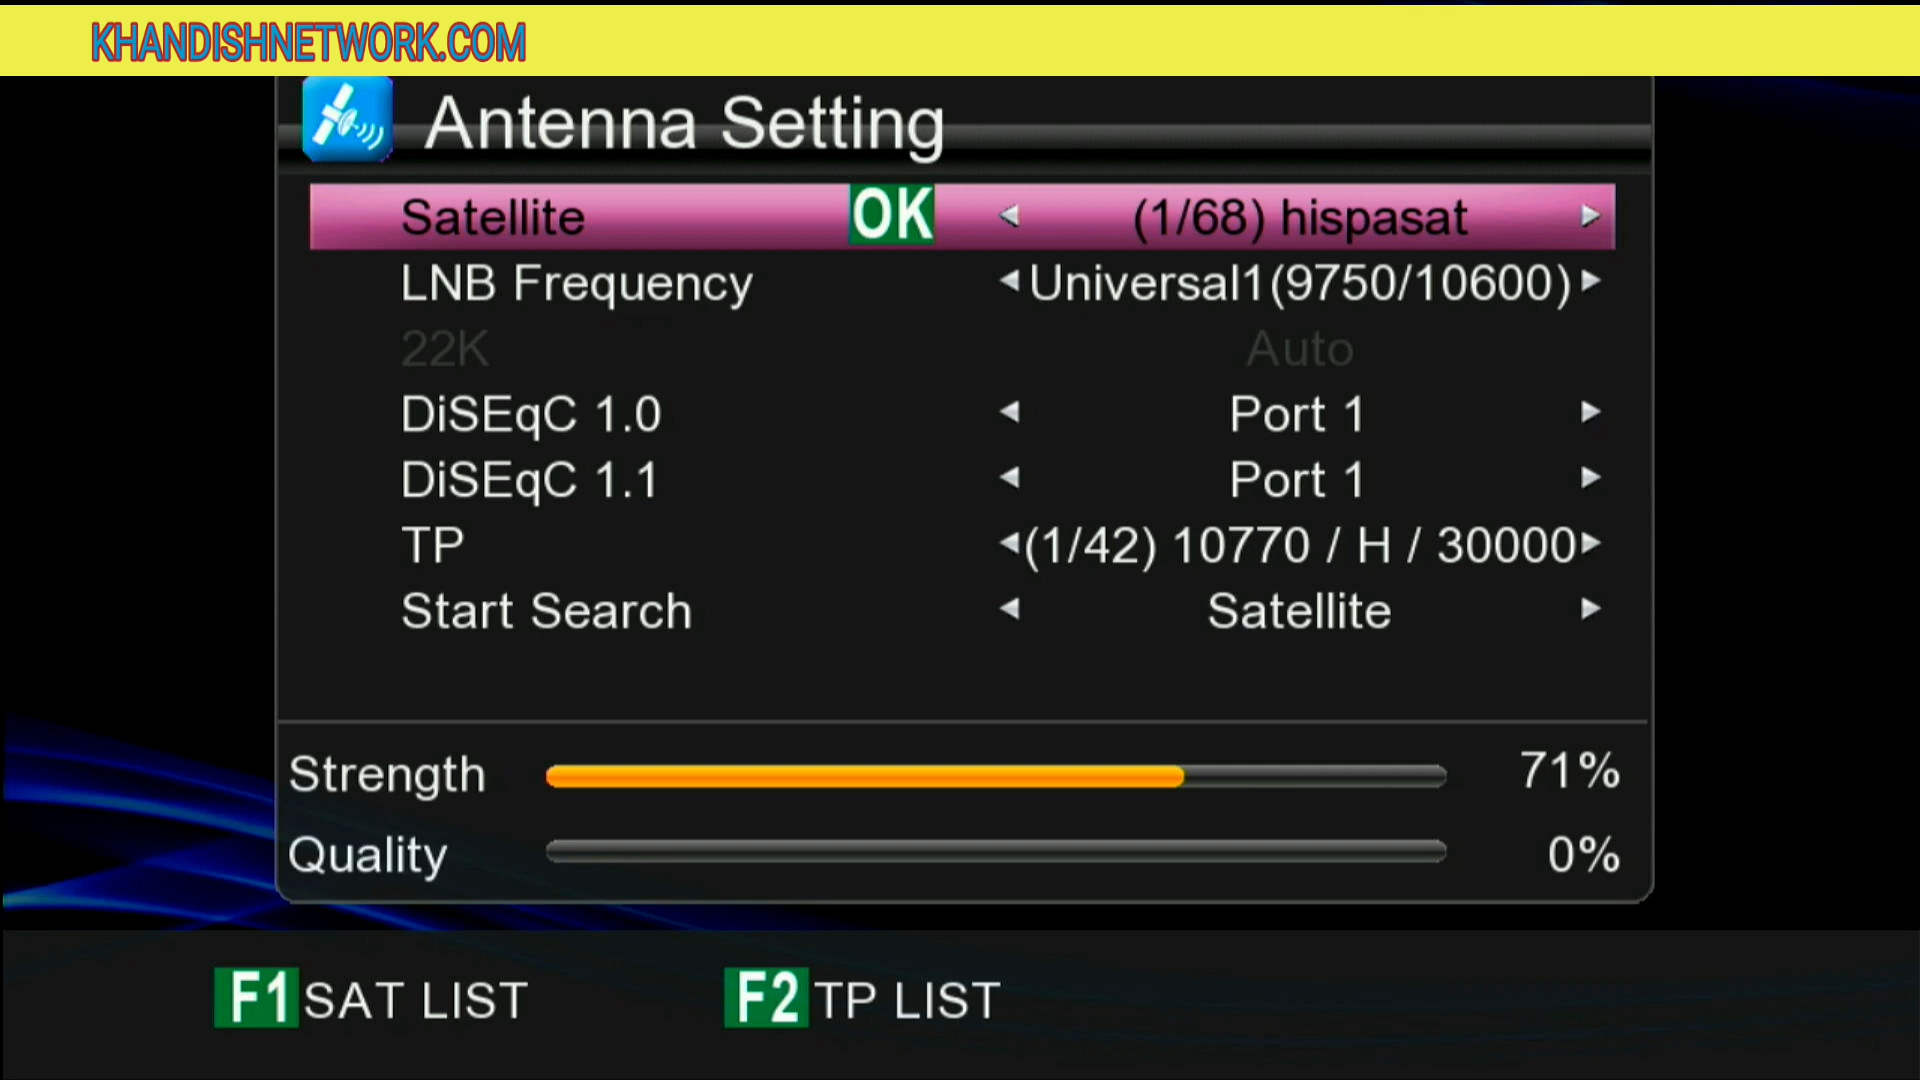 KHANDISHNETWORK.COM
Antenna Setting
Satellite OK (1/68) hispasat
LNB Frequency Universal1(9750/10600)
22K Auto
DiSEqC 1.0 Port 1
DiSEqC 1.1 Port 1
TP (1/42) 10770 / H / 30000
Start Search Satellite
Strength 71%
Quality 0%
F1 SAT LIST F2 TP LIST